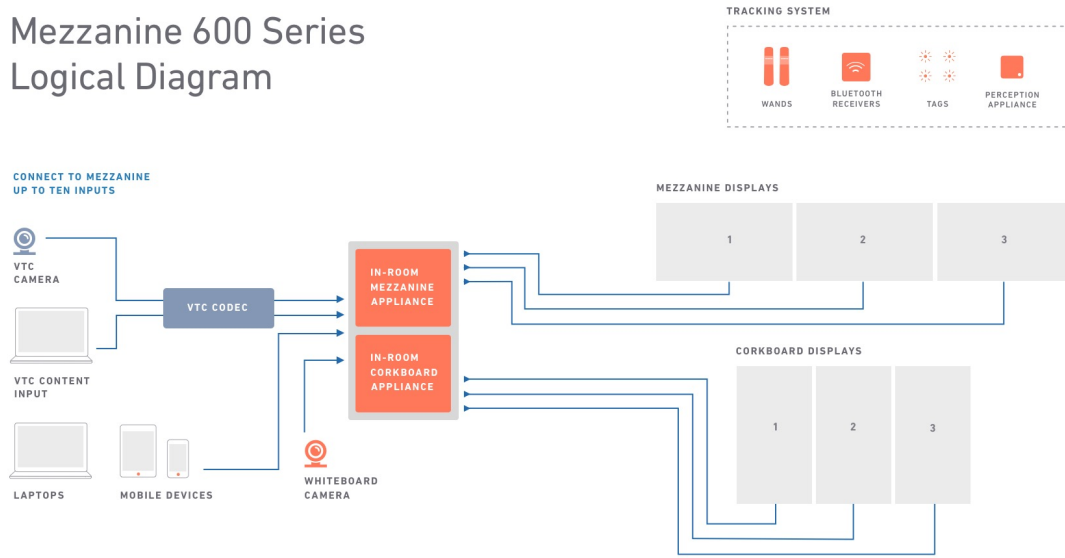 Mezzanine 600 Series
Logical Diagram
TRACKING SYSTEM
WANDS
BLUETOOTH
RECEIVERS
TAGS
PERCEPTION
APPLIANCE
CONNECT TO MEZZANINE
UP TO TEN INPUTS
VTC
CAMERA
VTC CODEC
VTC CONTENT
INPUT
LAPTOPS
MOBILE DEVICES
WHITEBOARD
CAMERA
IN-ROOM
MEZZANINE
APPLIANCE
IN-ROOM
CORKBOARD
APPLIANCE
MEZZANINE DISPLAYS
1
2
3
CORKBOARD DISPLAYS
1
2
3